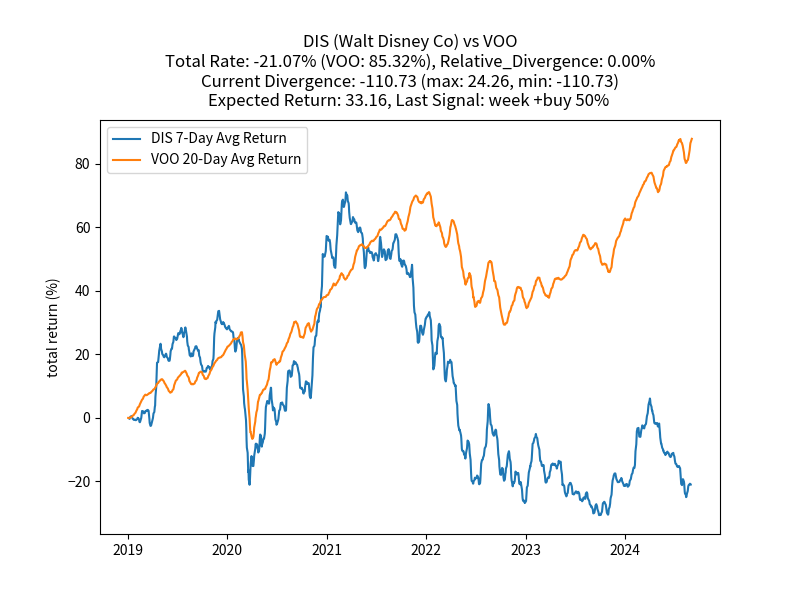 DIS (Walt Disney Co) vs VOO
Total Rate: -21.07% (VOO: 85.32%), Relative_Divergence: 0.00%
Current Divergence: -110.73 (max: 24.26, min: -110.73)
Expected Return: 33.16, Last Signal: week +buy 50%
DIS 7-Day Avg Return
VOO 20-Day Avg Return
total return (%)
80
60
40
20
0
−20
2019 2020 2021 2022 2023 2024